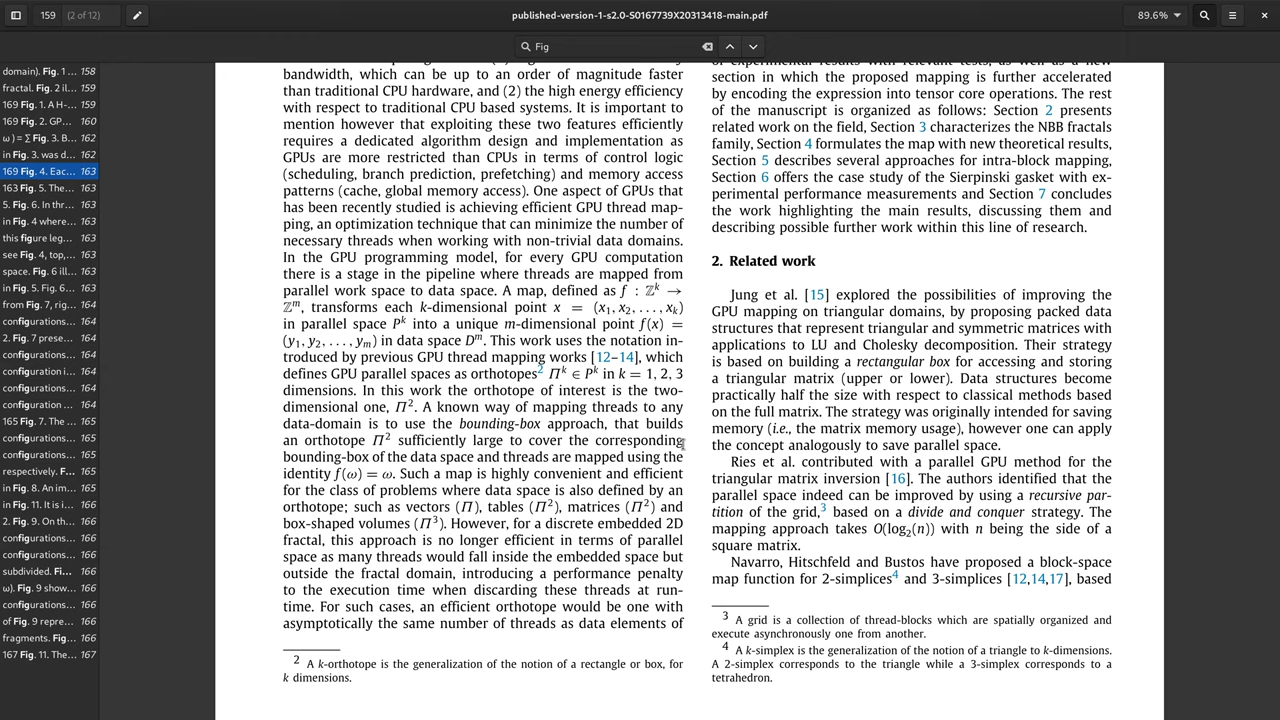 159
(2 of 12)
published-version-1-s2.0-S0167739X20313418-main.pdf
89.6%
Fig
domain). Fig. 1 ... 158
fractal. Fig. 2 il... 159
169 Fig. 1. A H-... 159
169 Fig. 2. GP... 160
ω ) = Σ Fig. 3. B... 162
in Fig. 3. was d... 162
169 Fig. 4. Eac... 163
163 Fig. 5. The... 163
5. Fig. 6. In thr... 163
in Fig. 4 where... 163
this figure leg... 163
see Fig. 4, top,... 163
space. Fig. 6 ill... 163
in Fig. 5. Fig. 6... 163
from Fig. 7, rig... 163
configurations... 163
2. Fig. 7 prese... 164
configurations... 164
configuration i... 164
configurations... 164
configuration ... 164
165 Fig. 7. The... 165
configurations... 165
configurations... 165
respectively. F... 165
in Fig. 8. An im... 165
in Fig. 11. It is i... 165
2. Fig. 9. On th... 166
configurations... 166
configurations... 166
subdivided. Fi... 166
ω). Fig. 9 show... 166
configurations... 166
of Fig. 9 repre... 166
fragments. Fig... 166
167 Fig. 11. The... 167
bandwidth, which can be up to an order of magnitude faster
than traditional CPU hardware, and (2) the high energy efficiency
with respect to traditional CPU based systems. It is important to
mention however that exploiting these two features efficiently
requires a dedicated algorithm design and implementation as
GPUs are more restricted than CPUs in terms of control logic
(scheduling, branch prediction, prefetching) and memory access
patterns (cache, global memory access). One aspect of GPUs that
has been recently studied is achieving efficient GPU thread map-
ping, an optimization technique that can minimize the number of
necessary threads when working with non-trivial data domains.
In the GPU programming model, for every GPU computation
there is a stage in the pipeline where threads are mapped from
parallel work space to data space. A map, defined as f : ℤᵏ →
ℤᵐ, transforms each k-dimensional point x = (x₁, x₂, . . . , xₖ)
in parallel space Pᵏ into a unique m-dimensional point f(x) =
(y₁, y₂, . . . , yₘ) in data space Dᵐ. This work uses the notation in-
troduced by previous GPU thread mapping works [12–14], which
defines GPU parallel spaces as orthotopes² Πᵏ ∈ Pᵏ in k = 1, 2, 3
dimensions. In this work the orthotope of interest is the two-
dimensional one, Π². A known way of mapping threads to any
data-domain is to use the bounding-box approach, that builds
an orthotope Π² sufficiently large to cover the corresponding
bounding-box of the data space and threads are mapped using the
identity f(ω) = ω. Such a map is highly convenient and efficient
for the class of problems where data space is also defined by an
orthotope; such as vectors (Π), tables (Π²), matrices (Π²) and
box-shaped volumes (Π³). However, for a discrete embedded 2D
fractal, this approach is no longer efficient in terms of parallel
space as many threads would fall inside the embedded space but
outside the fractal domain, introducing a performance penalty
to the execution time when discarding these threads at run-
time. For such cases, an efficient orthotope would be one with
asymptotically the same number of threads as data elements of
² A k-orthotope is the generalization of the notion of a rectangle or box, for
k dimensions.
of experimental results with relevant tests, as well as a new
section in which the proposed mapping is further accelerated
by encoding the expression into tensor core operations. The rest
of the manuscript is organized as follows: Section 2 presents
related work on the field, Section 3 characterizes the NBB fractals
family, Section 4 formulates the map with new theoretical results,
Section 5 describes several approaches for intra-block mapping,
Section 6 offers the case study of the Sierpinski gasket with ex-
perimental performance measurements and Section 7 concludes
the work highlighting the main results, discussing them and
describing possible further work within this line of research.
2. Related work
Jung et al. [15] explored the possibilities of improving the
GPU mapping on triangular domains, by proposing packed data
structures that represent triangular and symmetric matrices with
applications to LU and Cholesky decomposition. Their strategy
is based on building a rectangular box for accessing and storing
a triangular matrix (upper or lower). Data structures become
practically half the size with respect to classical methods based
on the full matrix. The strategy was originally intended for saving
memory (i.e., the matrix memory usage), however one can apply
the concept analogously to save parallel space.
Ries et al. contributed with a parallel GPU method for the
triangular matrix inversion [16]. The authors identified that the
parallel space indeed can be improved by using a recursive par-
tition of the grid,³ based on a divide and conquer strategy. The
mapping approach takes O(log₂(n)) with n being the side of a
square matrix.
Navarro, Hitschfeld and Bustos have proposed a block-space
map function for 2-simplices⁴ and 3-simplices [12,14,17], based
³ A grid is a collection of thread-blocks which are spatially organized and
execute asynchronously one from another.
⁴ A k-simplex is the generalization of the notion of a triangle to k-dimensions.
A 2-simplex corresponds to the triangle while a 3-simplex corresponds to a
tetrahedron.